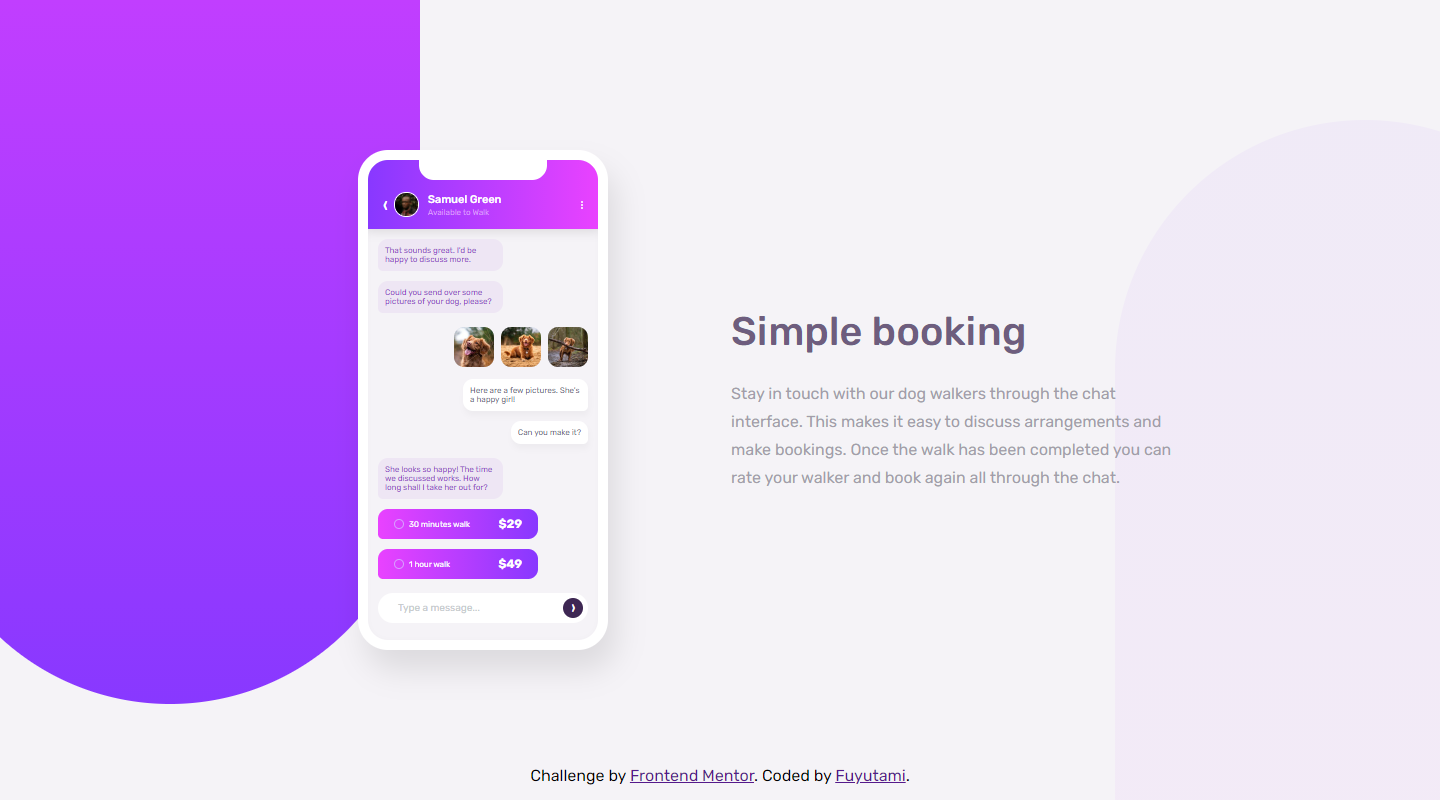 Samuel Green
Available to Walk
That sounds great. I'd be
happy to discuss more.
Could you send over some
pictures of your dog, please?
Here are a few pictures. She's
a happy girl!
Can you make it?
She looks so happy! The time
we discussed works. How
long shall I take her out for?
30 minutes walk $29
1 hour walk $49
Type a message...
Simple booking
Stay in touch with our dog walkers through the chat
interface. This makes it easy to discuss arrangements and
make bookings. Once the walk has been completed you can
rate your walker and book again all through the chat.
Challenge by Frontend Mentor. Coded by Fuyutami.